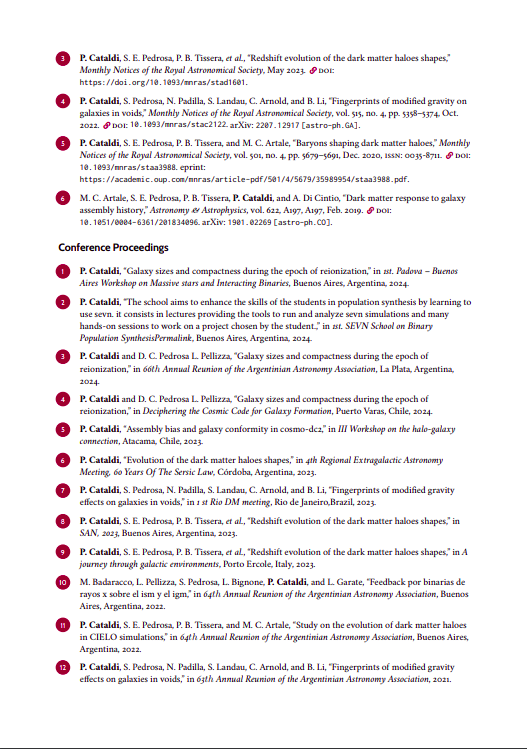 3 P. Cataldi, S. E. Pedrosa, P. B. Tissera, et al., “Redshift evolution of the dark matter haloes shapes,”
Monthly Notices of the Royal Astronomical Society, May 2023. DOI:
https://doi.org/10.1093/mnras/stad1601.
4 P. Cataldi, S. Pedrosa, N. Padilla, S. Landau, C. Arnold, and B. Li, “Fingerprints of modified gravity on
galaxies in voids,” Monthly Notices of the Royal Astronomical Society, vol. 515, no. 4, pp. 5358–5374, Oct.
2022. DOI: 10.1093/mnras/stac2122. arXiv: 2207.12917 [astro-ph.GA].
5 P. Cataldi, S. E. Pedrosa, P. B. Tissera, and M. C. Artale, “Baryons shaping dark matter haloes,” Monthly
Notices of the Royal Astronomical Society, vol. 501, no. 4, pp. 5679–5691, Dec. 2020, ISSN: 0035-8711. DOI:
10.1093/mnras/staa3988. eprint:
https://academic.oup.com/mnras/article-pdf/501/4/5679/35989954/staa3988.pdf.
6 M. C. Artale, S. E. Pedrosa, P. B. Tissera, P. Cataldi, and A. Di Cintio, “Dark matter response to galaxy
assembly history,” Astronomy & Astrophysics, vol. 622, A197, A197, Feb. 2019. DOI:
10.1051/0004-6361/201834096. arXiv: 1901.02269 [astro-ph.CO].
Conference Proceedings
1 P. Cataldi, “Galaxy sizes and compactness during the epoch of reionization,” in 1st. Padova – Buenos
Aires Workshop on Massive stars and Interacting Binaries, Buenos Aires, Argentina, 2024.
2 P. Cataldi, “The school aims to enhance the skills of the students in population synthesis by learning to
use sevn. it consists in lectures providing the tools to run and analyze sevn simulations and many
hands-on sessions to work on a project chosen by the student.,” in 1st. SEVN School on Binary
Population SynthesisPermalink, Buenos Aires, Argentina, 2024.
3 P. Cataldi and D. C. Pedrosa L. Pellizza, “Galaxy sizes and compactness during the epoch of
reionization,” in 66th Annual Reunion of the Argentinian Astronomy Association, La Plata, Argentina,
2024.
4 P. Cataldi and D. C. Pedrosa L. Pellizza, “Galaxy sizes and compactness during the epoch of
reionization,” in Deciphering the Cosmic Code for Galaxy Formation, Puerto Varas, Chile, 2024.
5 P. Cataldi, “Assembly bias and galaxy conformity in cosmo-dc2,” in III Workshop on the halo-galaxy
connection, Atacama, Chile, 2023.
6 P. Cataldi, “Evolution of the dark matter haloes shapes,” in 4th Regional Extragalactic Astronomy
Meeting, 60 Years Of The Sersic Law, Córdoba, Argentina, 2023.
7 P. Cataldi, S. Pedrosa, N. Padilla, S. Landau, C. Arnold, and B. Li, “Fingerprints of modified gravity
effects on galaxies in voids,” in 1 st Rio DM meeting, Rio de Janeiro,Brazil, 2023.
8 P. Cataldi, S. E. Pedrosa, P. B. Tissera, et al., “Redshift evolution of the dark matter haloes shapes,” in
SAN, 2023, Buenos Aires, Argentina, 2023.
9 P. Cataldi, S. E. Pedrosa, P. B. Tissera, et al., “Redshift evolution of the dark matter haloes shapes,” in A
journey through galactic environments, Porto Ercole, Italy, 2023.
10 M. Badaracco, L. Pellizza, S. Pedrosa, L. Bignone, P. Cataldi, and L. Garate, “Feedback por binarias de
rayos x sobre el ism y el igm,” in 64th Annual Reunion of the Argentinian Astronomy Association, Buenos
Aires, Argentina, 2022.
11 P. Cataldi, S. E. Pedrosa, P. B. Tissera, and M. C. Artale, “Study on the evolution of dark matter haloes
in CIELO simulations,” in 64th Annual Reunion of the Argentinian Astronomy Association, Buenos Aires,
Argentina, 2022.
12 P. Cataldi, S. Pedrosa, N. Padilla, S. Landau, C. Arnold, and B. Li, “Fingerprints of modified gravity
effects on galaxies in voids,” in 63th Annual Reunion of the Argentinian Astronomy Association, 2021.